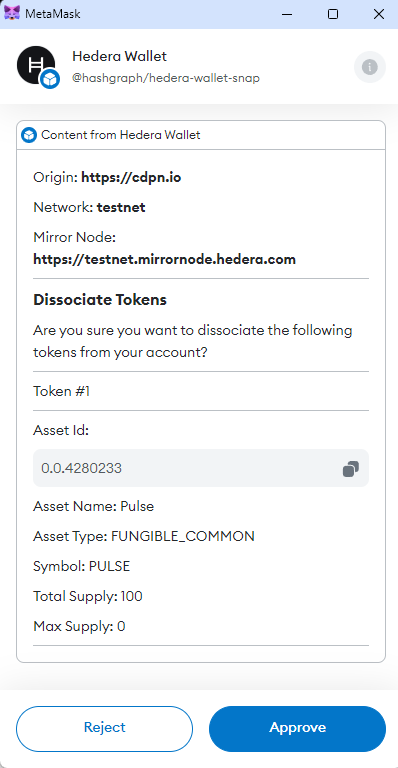 MetaMask
Hedera Wallet
@hashgraph/hedera-wallet-snap
Content from Hedera Wallet
Origin: https://cdpn.io
Network: testnet
Mirror Node:
https://testnet.mirrornode.hedera.com
Dissociate Tokens
Are you sure you want to dissociate the following
tokens from your account?
Token #1
Asset Id:
0.0.4280233
Asset Name: Pulse
Asset Type: FUNGIBLE_COMMON
Symbol: PULSE
Total Supply: 100
Max Supply: 0
Reject
Approve